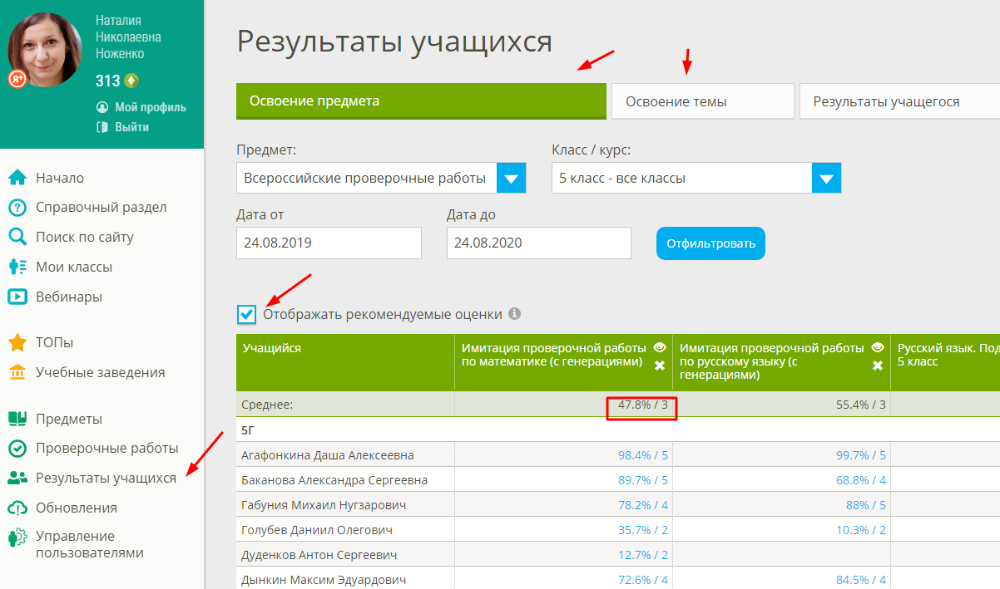 Наталия
Николаевна
Ноженко
Я+
313
Мой профиль
Выйти
Начало
Справочный раздел
Поиск по сайту
Мои классы
Вебинары
ТОПы
Учебные заведения
Предметы
Проверочные работы
Результаты учащихся
Обновления
Управление
пользователями
Результаты учащихся
Освоение предмета
Освоение темы
Результаты учащегося
Предмет:
Класс / курс:
Всероссийские проверочные работы
5 класс - все классы
Дата от
Дата до
24.08.2019
24.08.2020
Отфильтровать
Отображать рекомендуемые оценки
Учащийся
Имитация проверочной работы
по математике (с генерациями)
Имитация проверочной работы
по русскому языку (с
генерациями)
Русский язык. Под
5 класс
Среднее: 47.8% / 3 55.4% / 3
5Г
Агафонкина Даша Алексеевна 98.4% / 5 99.7% / 5
Баканова Александра Сергеевна 89.7% / 5 68.8% / 4
Габуния Михаил Нугзарович 78.2% / 4 88% / 5
Голубев Даниил Олегович 35.7% / 2 10.3% / 2
Дуденков Антон Сергеевич 12.7% / 2
Дынкин Максим Эдуардович 72.6% / 4 84.5% / 4